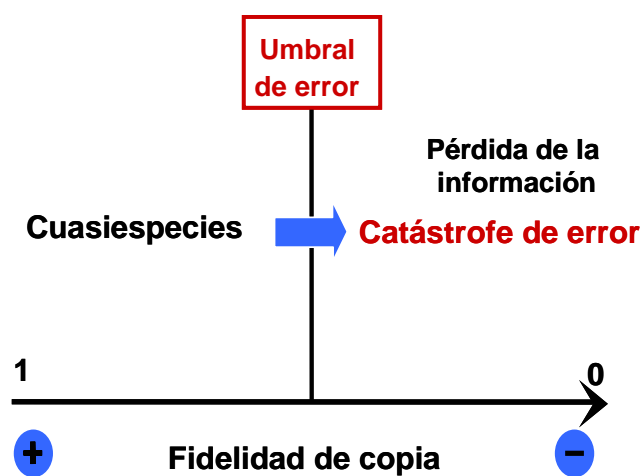 Umbral
de error
Pérdida de la
información
Cuasiespecies
Catástrofe de error
1
0
+
Fidelidad de copia
−